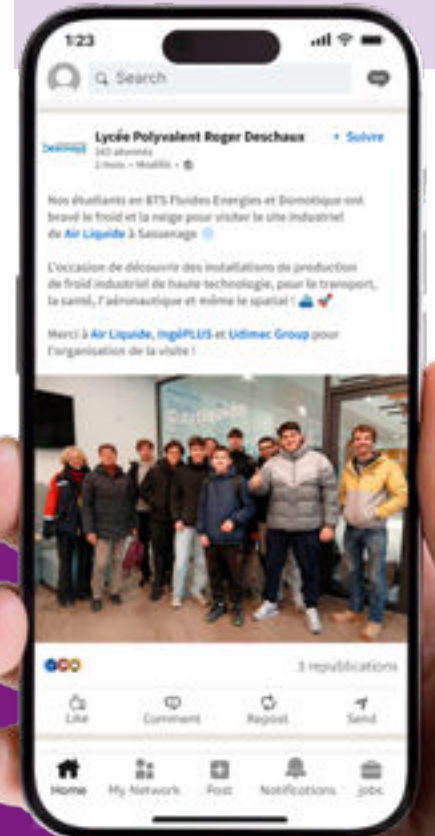 1:23
Search
Lycée Polyvalent Roger Deschaux
+ Suivre
abonnés
2 mois • Modifié •
Nos étudiants en BTS Fluides Energies et Domotique ont
bravé le froid et la neige pour visiter le site industriel
de Air Liquide à Sassenage
L'occasion de découvrir des installations de production
de froid industriel de haute technologie, pour le transport,
la santé, l'aéronautique et même le spatial !
Merci à Air Liquide, IngéPLUS et Udimec Group pour
l'organisation de la visite !
3 republications
Like
Comment
Repost
Send
Home
My Network
Post
Notifications
Jobs